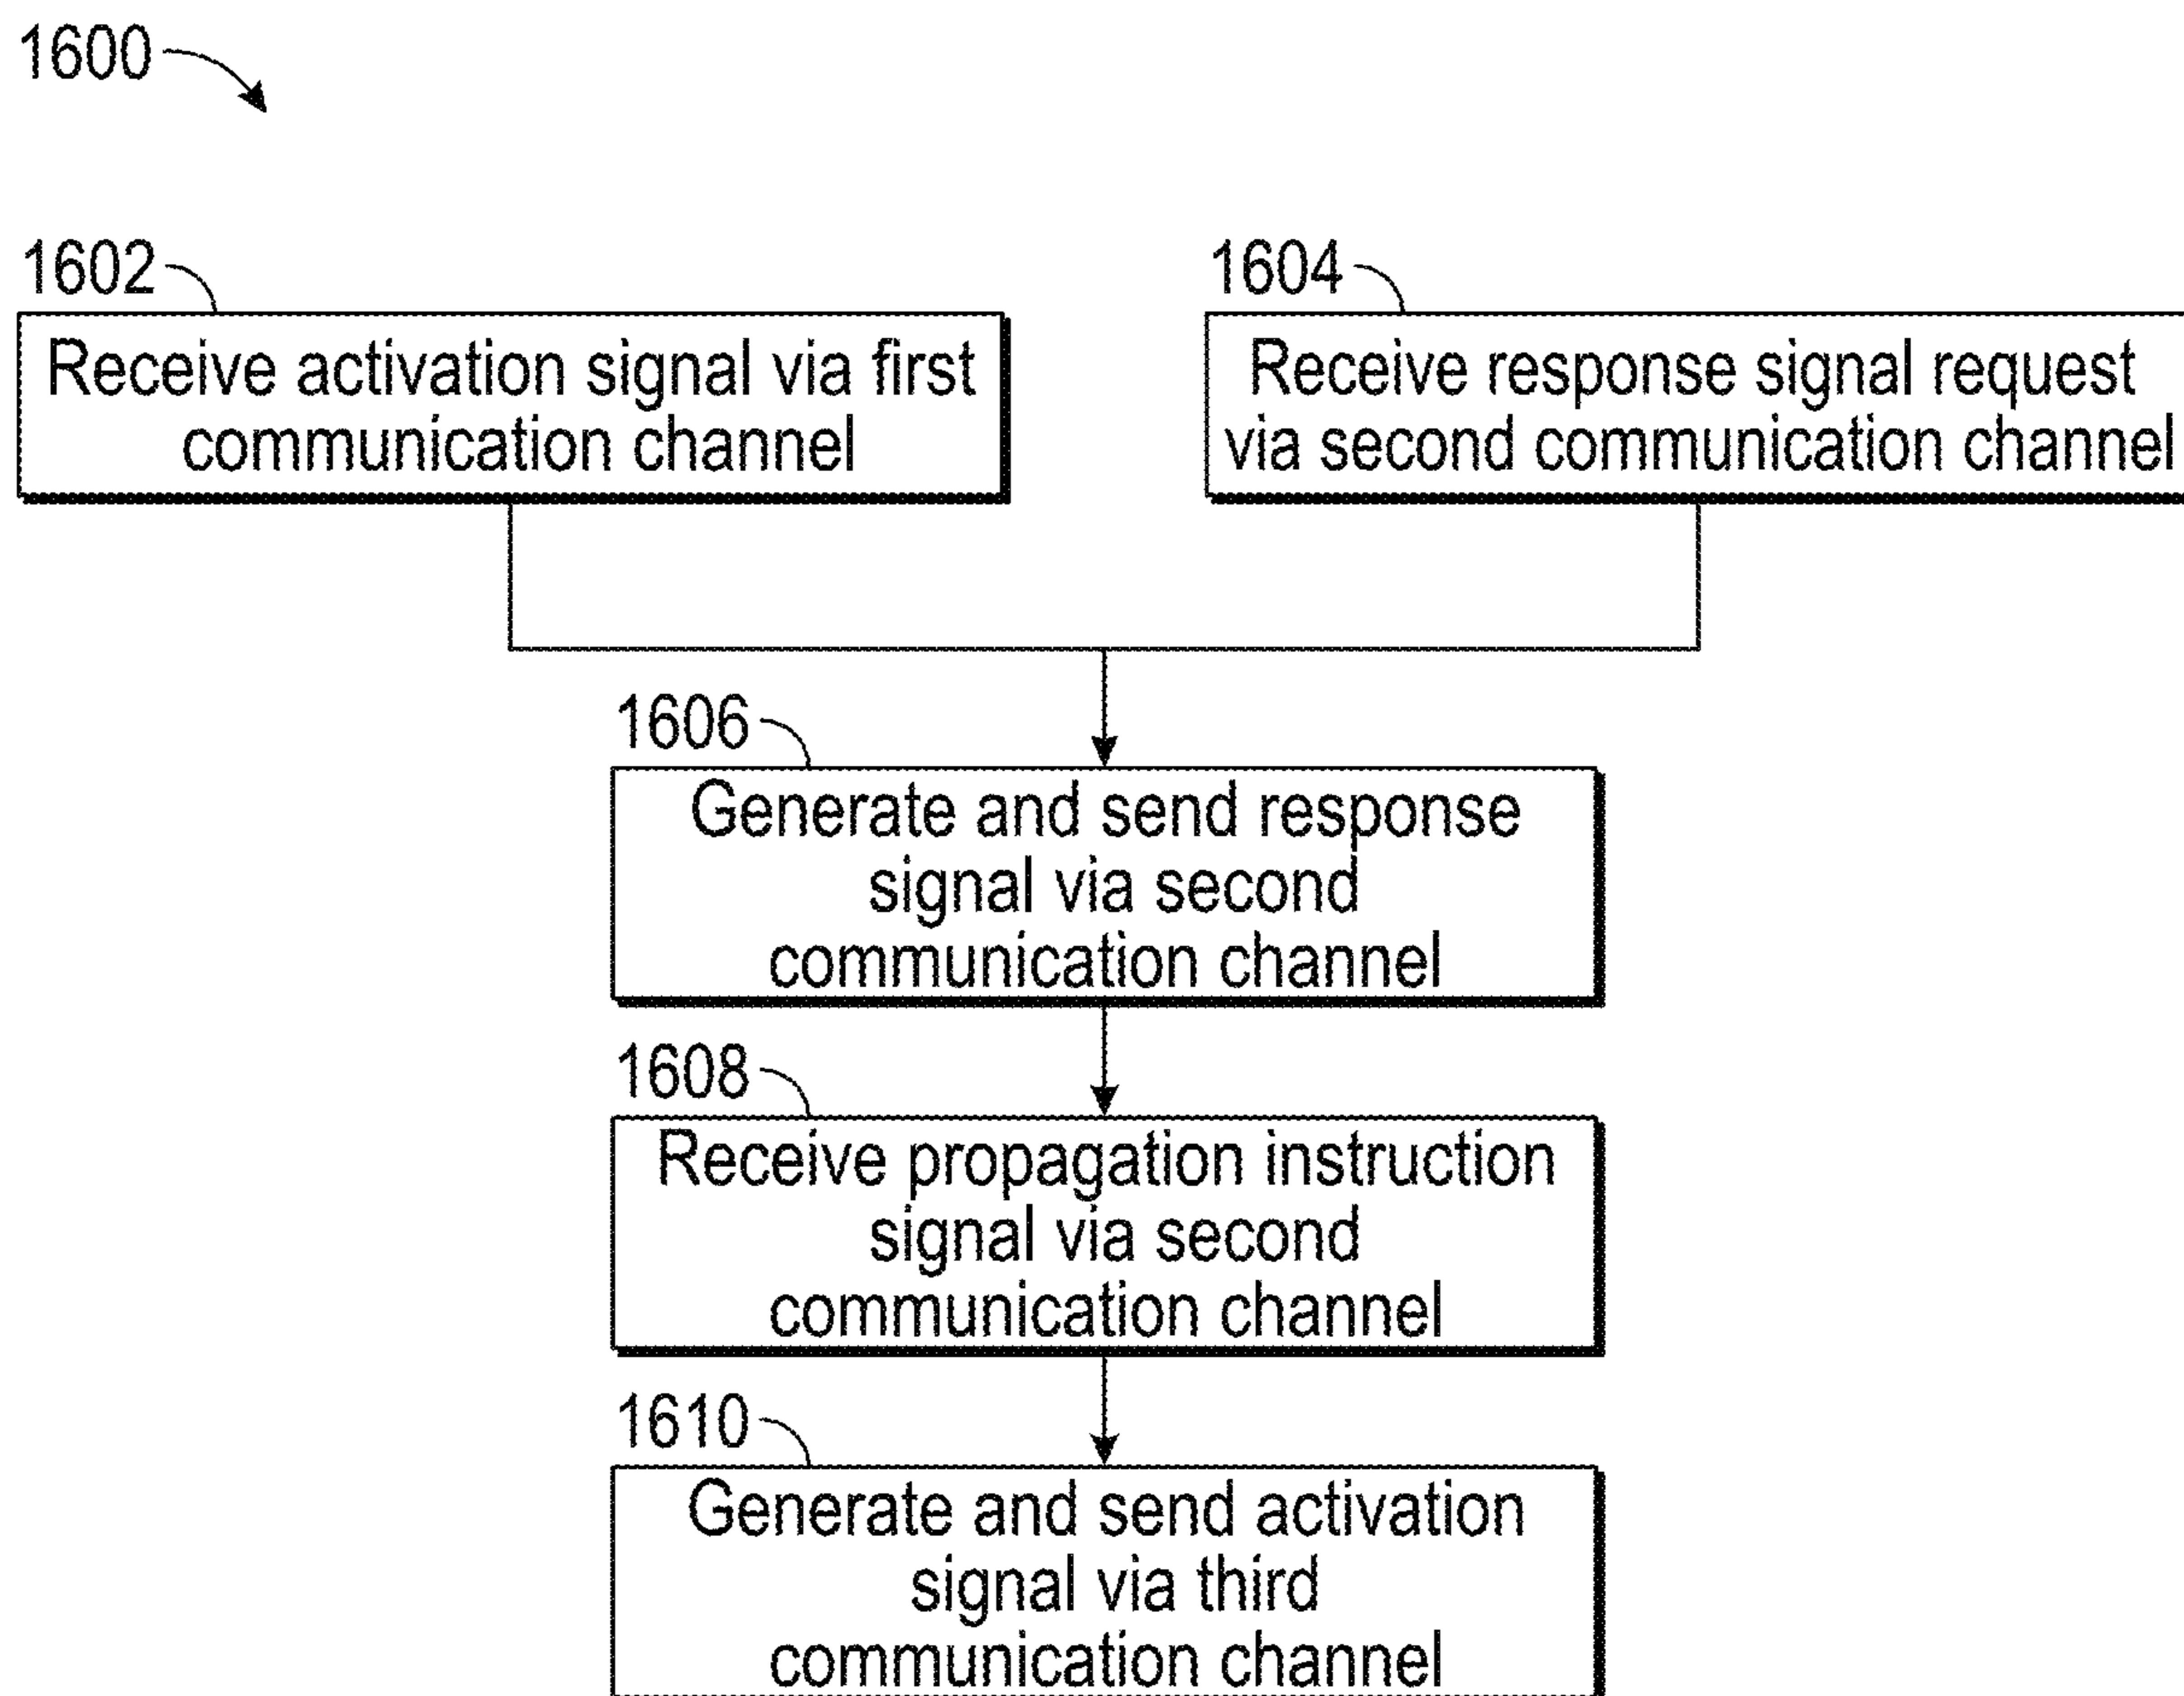 1600
1602
Receive activation signal via first
communication channel
1604
Receive response signal request
via second communication channel
1606
Generate and send response
signal via second
communication channel
1608
Receive propagation instruction
signal via second
communication channel
1610
Generate and send activation
signal via third
communication channel